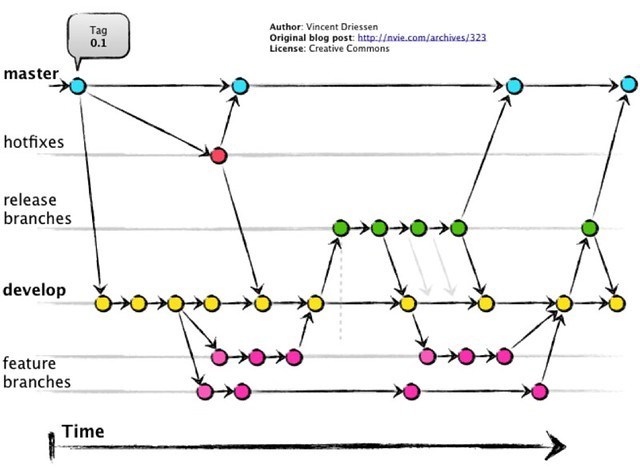 Tag
0.1
Author: Vincent Driessen
Original blog post: http://nvie.com/archives/323
License: Creative Commons
master
hotfixes
release
branches
develop
feature
branches
Time